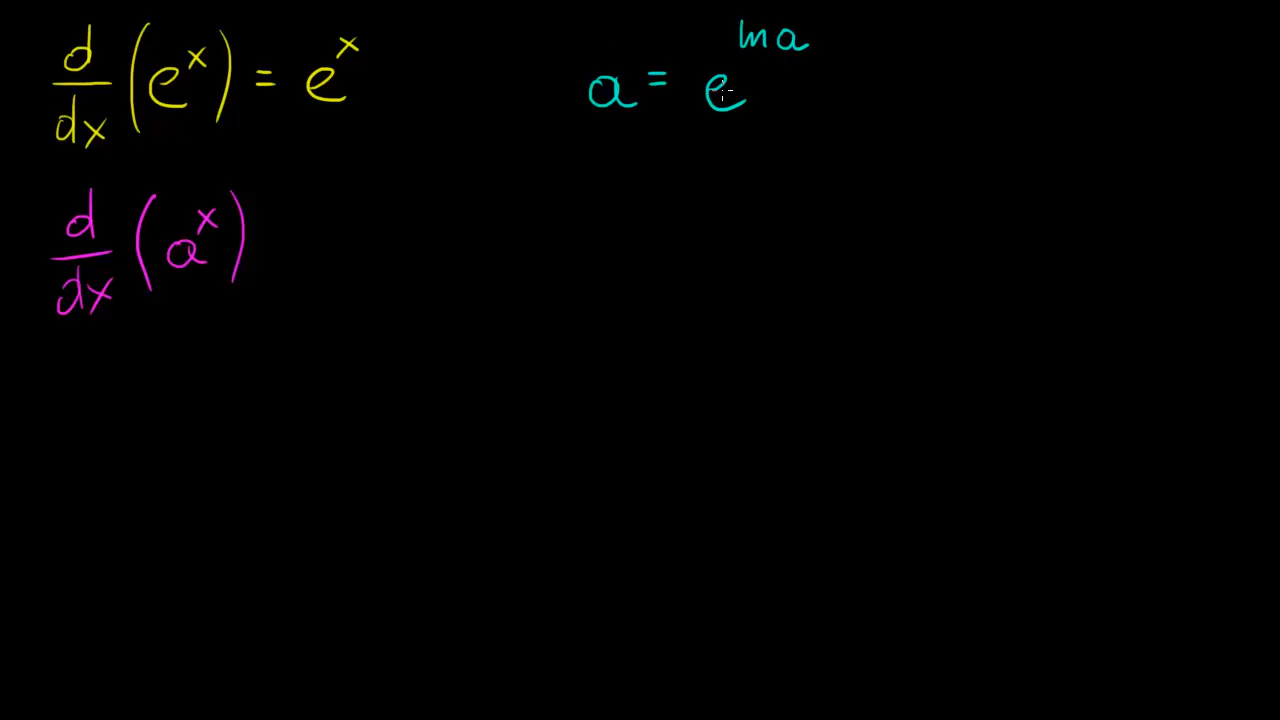 d/dx (e^x) = e^x
a = e^ln a
d/dx (a^x)